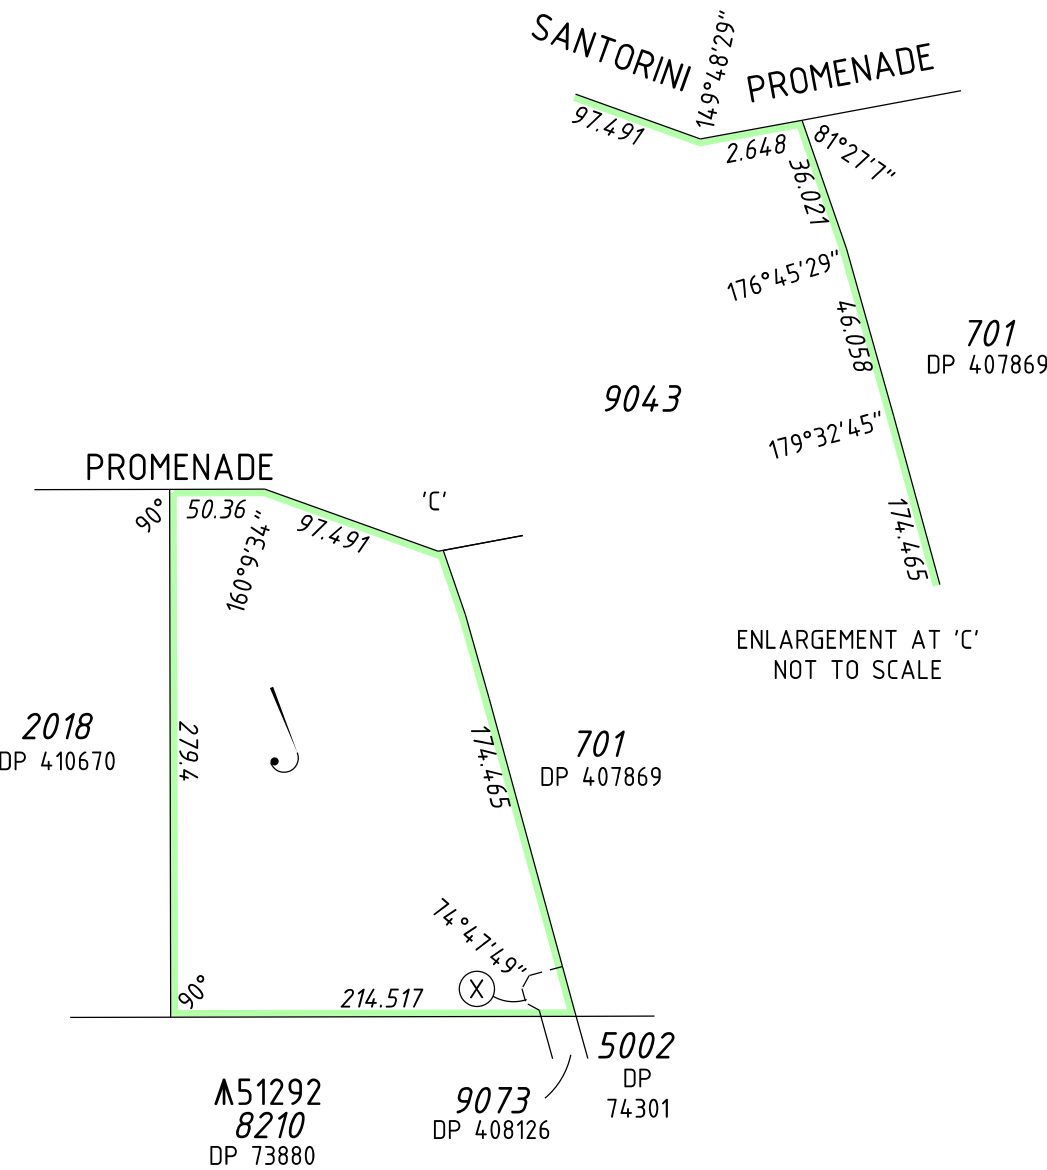 SANTORINI
PROMENADE
149°48'29"
97.491
2.648
81°27'7"
36.021
176°45'29"
46.058
701
DP 407869
9043
179°32'45"
174.465
ENLARGEMENT AT 'C'
NOT TO SCALE
PROMENADE
'C'
90°
50.36
97.491
160°9'34"
2018
DP 410670
279.4
174.465
701
DP 407869
74°47'49"
90°
214.517
X
5002
DP
74301
51292
8210
DP 73880
9073
DP 408126